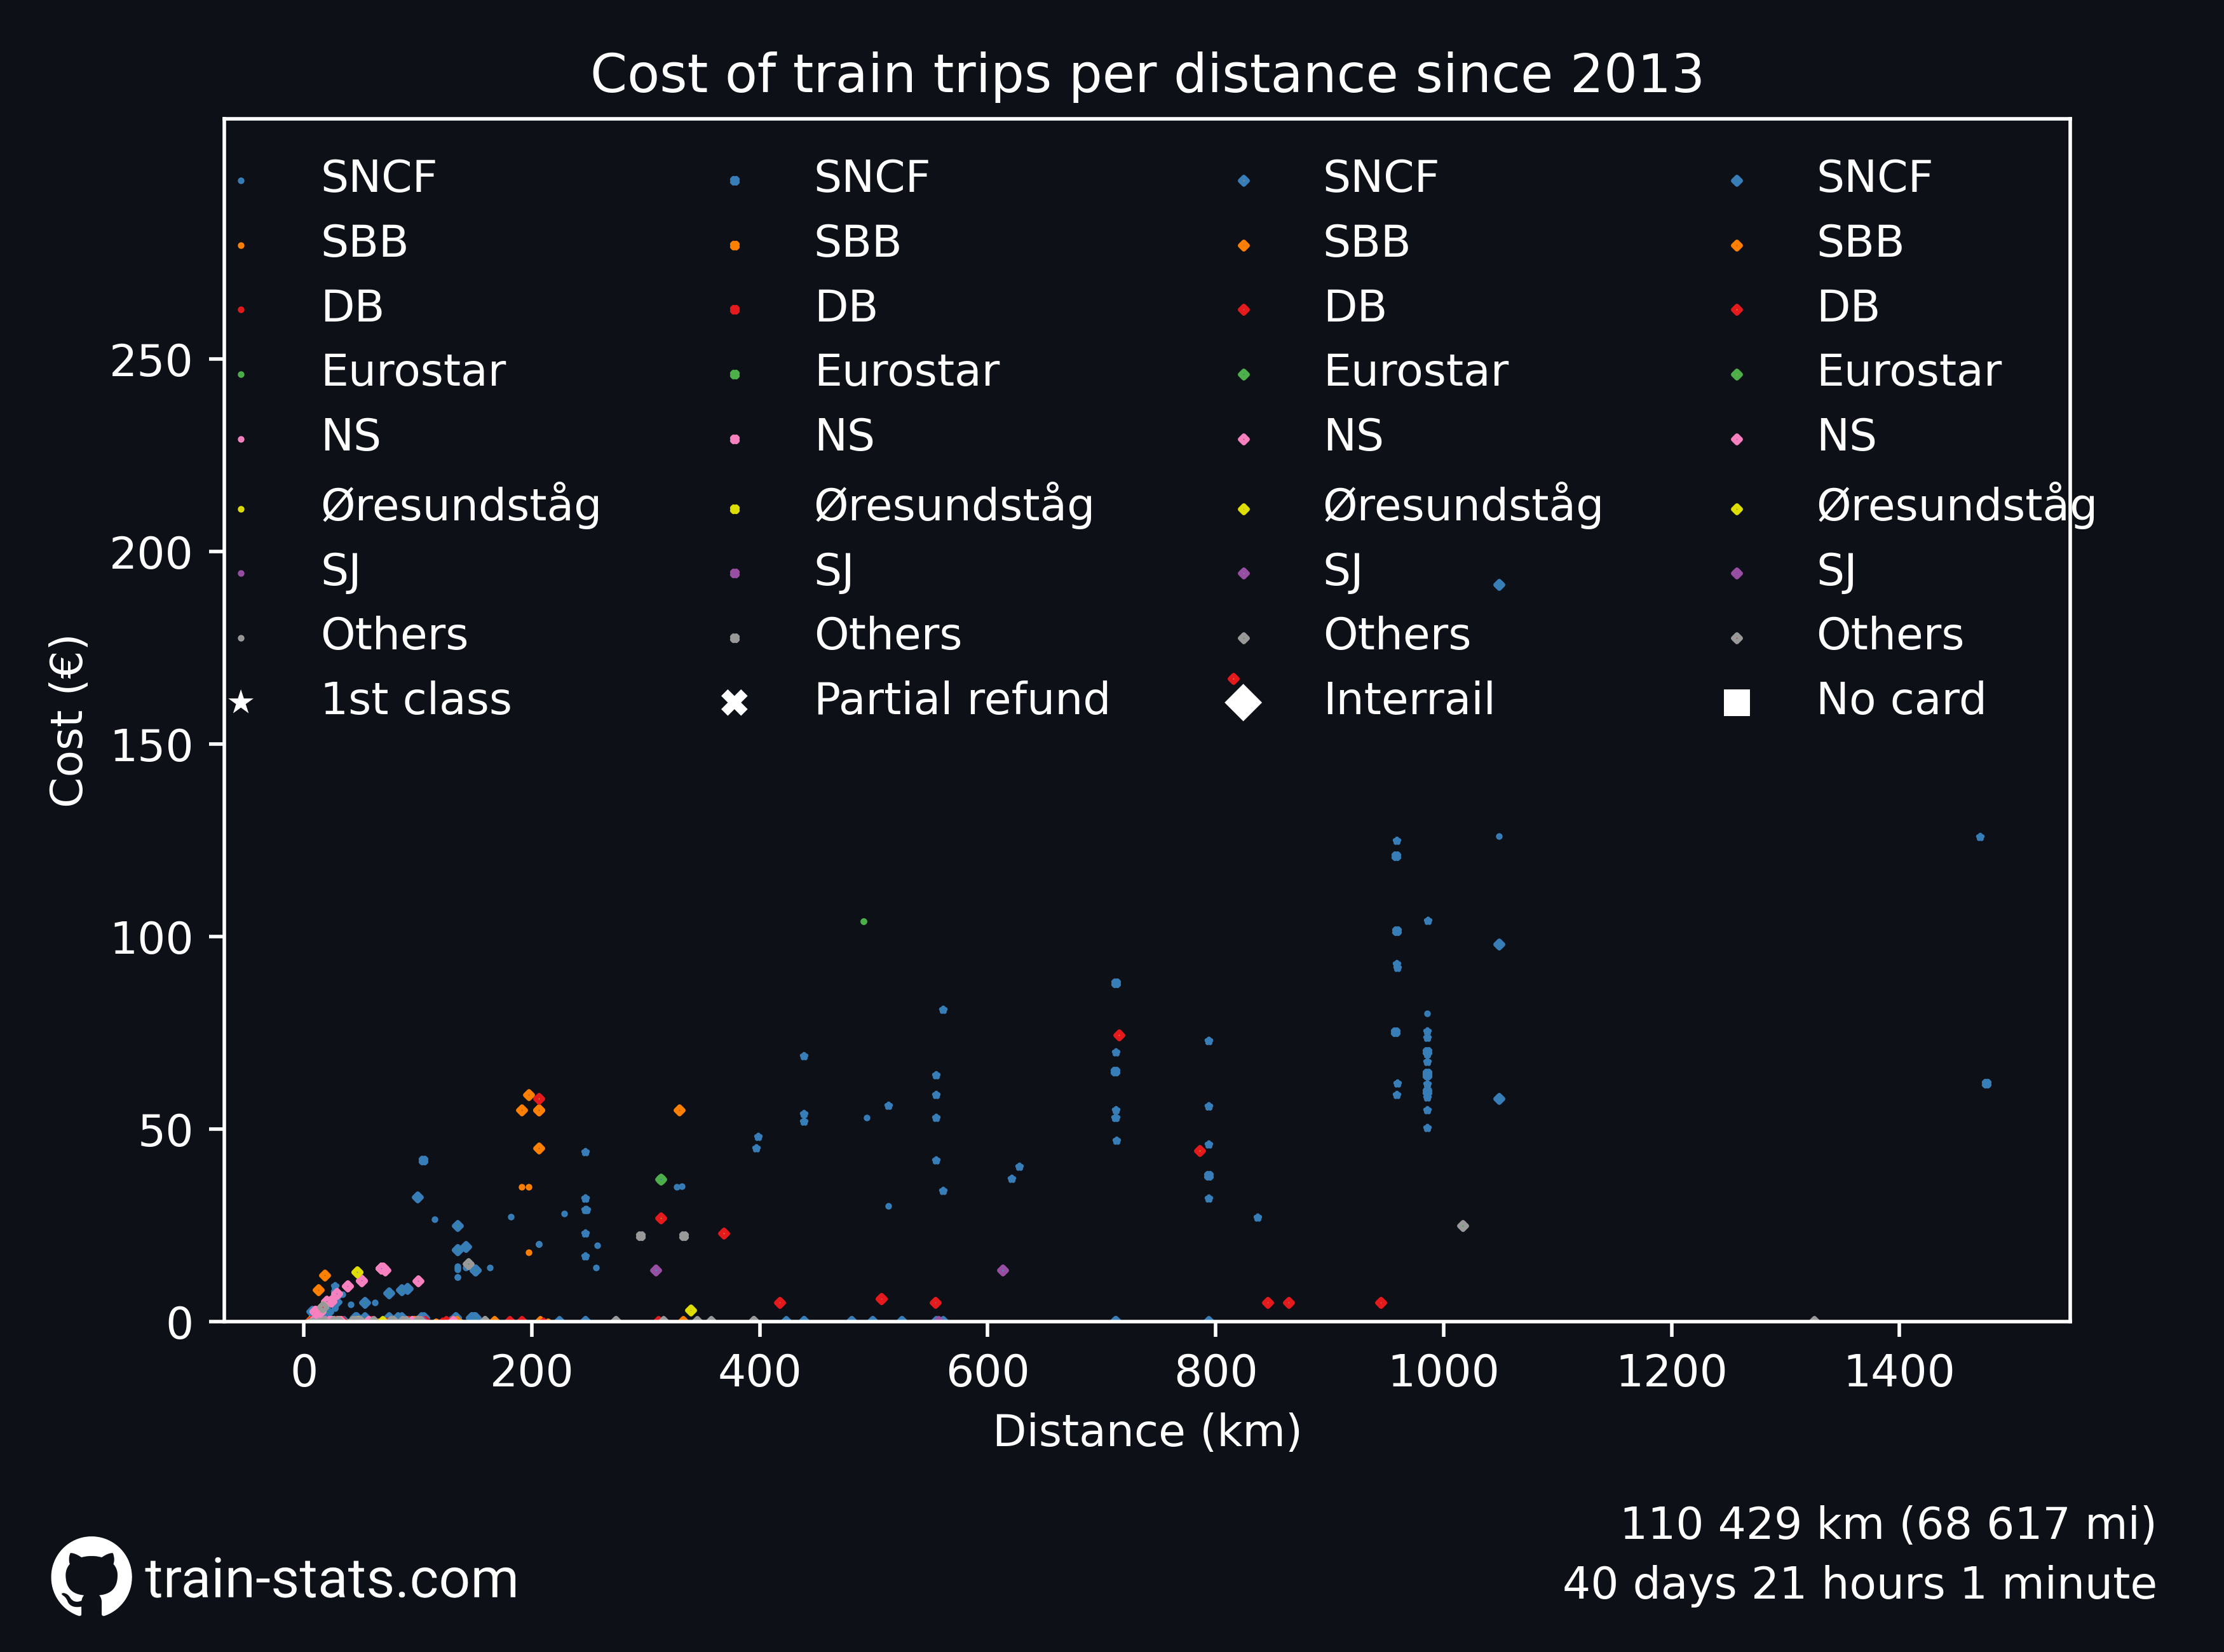 Cost of train trips per distance since 2013
SNCF SNCF SNCF SNCF
SBB SBB SBB SBB
DB DB DB DB
Eurostar Eurostar Eurostar Eurostar
NS NS NS NS
Øresundståg Øresundståg Øresundståg Øresundståg
SJ SJ SJ SJ
Others Others Others Others
1st class Partial refund Interrail No card
250
200
150
100
50
0
Cost (€)
0 200 400 600 800 1000 1200 1400
Distance (km)
110 429 km (68 617 mi)
40 days 21 hours 1 minute
train-stats.com